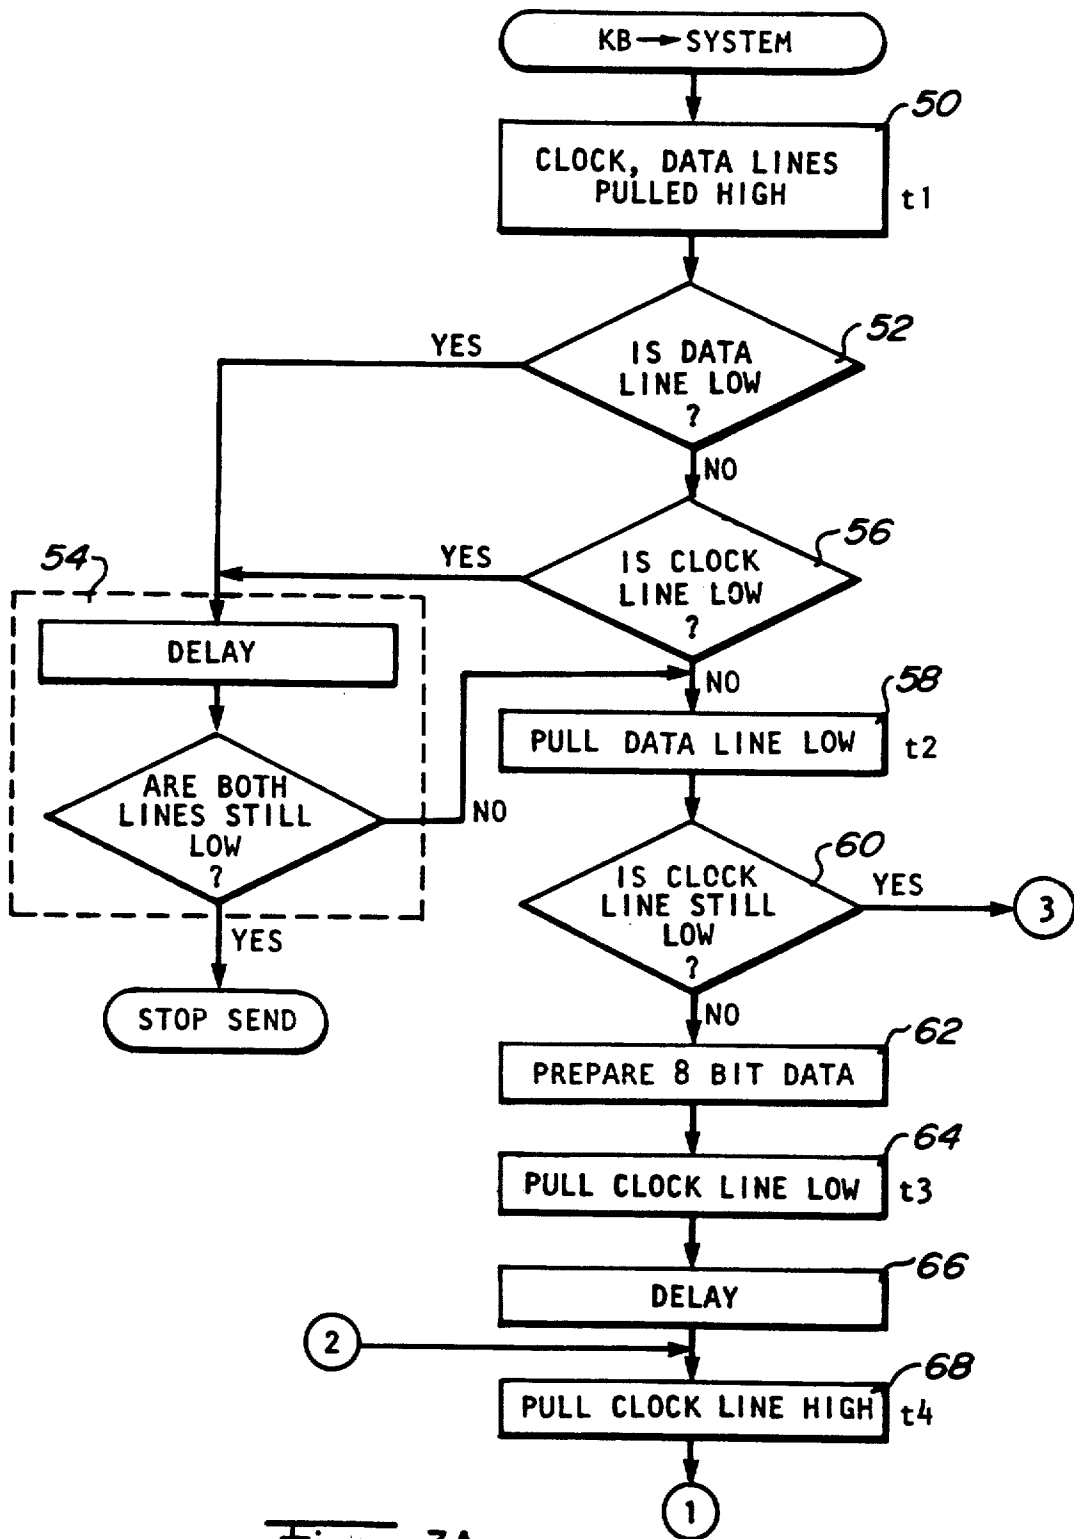 KB→SYSTEM
50
CLOCK, DATA LINES
PULLED HIGH
t1
52
YES
IS DATA
LINE LOW
?
NO
56
YES
IS CLOCK
LINE LOW
?
NO
54
DELAY
ARE BOTH
LINES STILL
LOW
?
NO
YES
STOP SEND
58
PULL DATA LINE LOW
t2
60
IS CLOCK
LINE STILL
LOW
?
YES
3
NO
62
PREPARE 8 BIT DATA
64
PULL CLOCK LINE LOW
t3
66
DELAY
2
68
PULL CLOCK LINE HIGH
t4
1